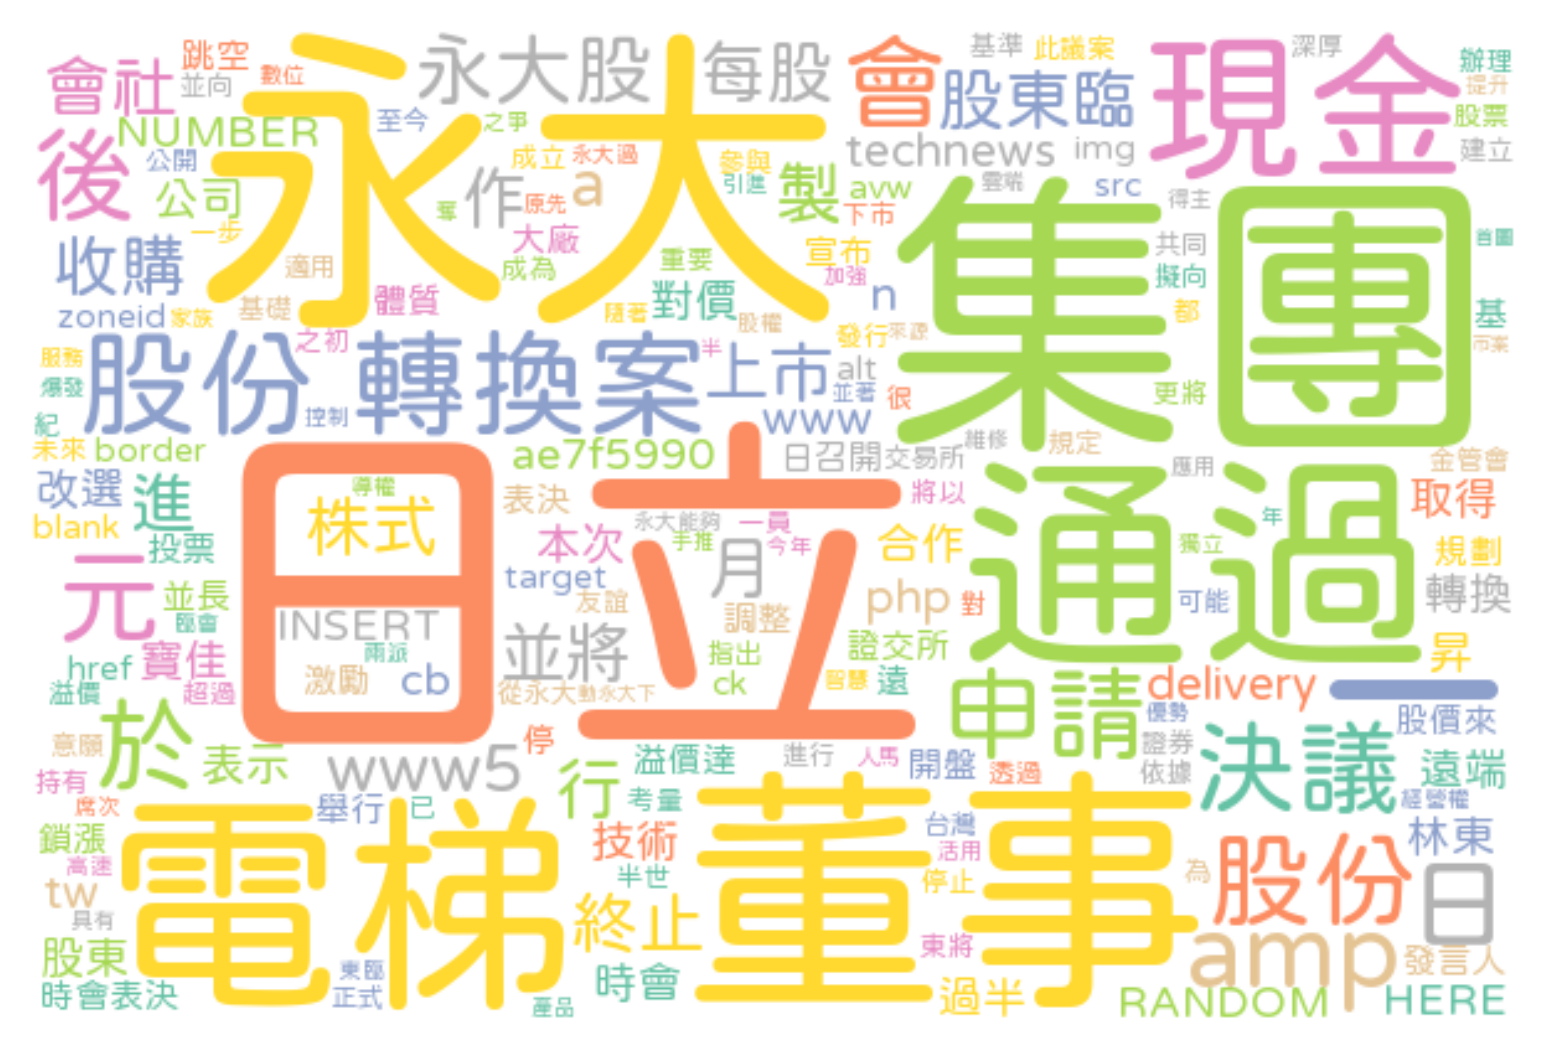 跳空
永大股
每股
會
基準
此議案
現金
深厚
辦理
會社
並向
數位
永大
股東臨
提升
股票
後
NUMBER
至今
之爭
technews
img
建立
公開
成立
永大過
參與
公司
作
原先
a
引進
製
avw
雲端
src
得主
奪
下市
集團
一步
大廠
宣布
共同
首圖
收購
適用
成為
重要
加強
擬向
zoneid
家族
基礎
體質
對價
n
都
基
隨著
股權
發行
來源
服務
股份
之初
轉換案
半
上市
alt
市案
爆發
並著
很
更將
紀
控制
www
未來
border
ae7f5990
日召開
交易所
維修
規定
日立
改選
進
導權
株式
表決
將以
通過
應用
金管會
取得
blank
投票
永大能夠
一員
年
本次
手推
今年
合作
獨立
規劃
元
target
月
並長
友誼
php
對
可能
轉換
臨會
INSERT
調整
證交所
href
寶佳
兩派
並將
指出
昇
溢價
超過
激勵
cb
從永大
動永大下
ck
智慧
遠
申請
delivery
一
於
優勢
股價來
意願
表示
停
溢價達
進行
人馬
開盤
透過
證券
決議
遠端
持有
www5
行
依據
席次
舉行
已
考量
董事
經營權
鎖漲
電梯
技術
台灣
林東
高速
半世
活用
股份
tw
停止
為
日
具有
終止
股東
東臨
東將
amp
發言人
時會表決
正式
產品
時會
過半
RANDOM
HERE